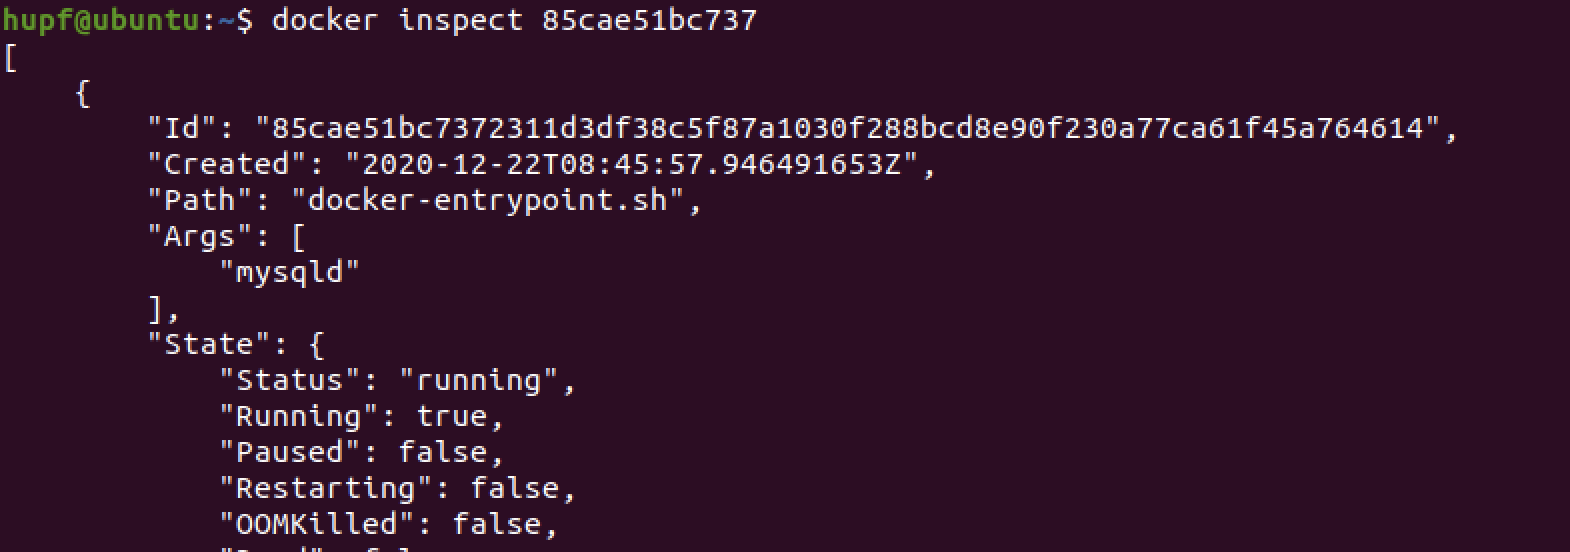 hupf@ubuntu:~$ docker inspect 85cae51bc737
[
    {
        "Id": "85cae51bc7372311d3df38c5f87a1030f288bcd8e90f230a77ca61f45a764614",
        "Created": "2020-12-22T08:45:57.946491653Z",
        "Path": "docker-entrypoint.sh",
        "Args": [
            "mysqld"
        ],
        "State": {
            "Status": "running",
            "Running": true,
            "Paused": false,
            "Restarting": false,
            "OOMKilled": false,